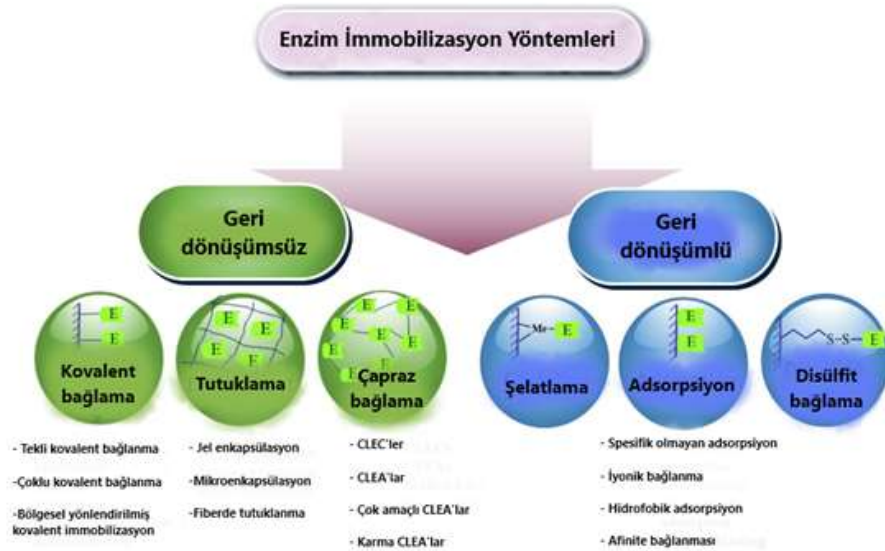 Enzim İmmobilizasyon Yöntemleri
Geri
dönüşümsüz
Geri
dönüşümlü
E
E
Kovalent
bağlama
E
E
E
E
Tutuklama
E
E
E
E
E
E
E
Çapraz
bağlama
Me
E
Şelatlama
E
E
Adsorpsiyon
S-S
E
Disülfit
bağlama
- Tekli kovalent bağlanma
-Çoklu kovalent bağlanma
-Bölgesel yönlendirilmiş
kovalent immobilizasyon
- Jel enkapsülasyon
-Mikroenkapsülasyon
-Fiberde tutuklanma
- CLEC'ler
- CLEA'lar
- Çok amaçlı CLEA'lar
- Karma CLEA'lar
- Spesifik olmayan adsorpsiyon
- İyonik bağlanma
- Hidrofobik adsorpsiyon
- Afinite bağlanması